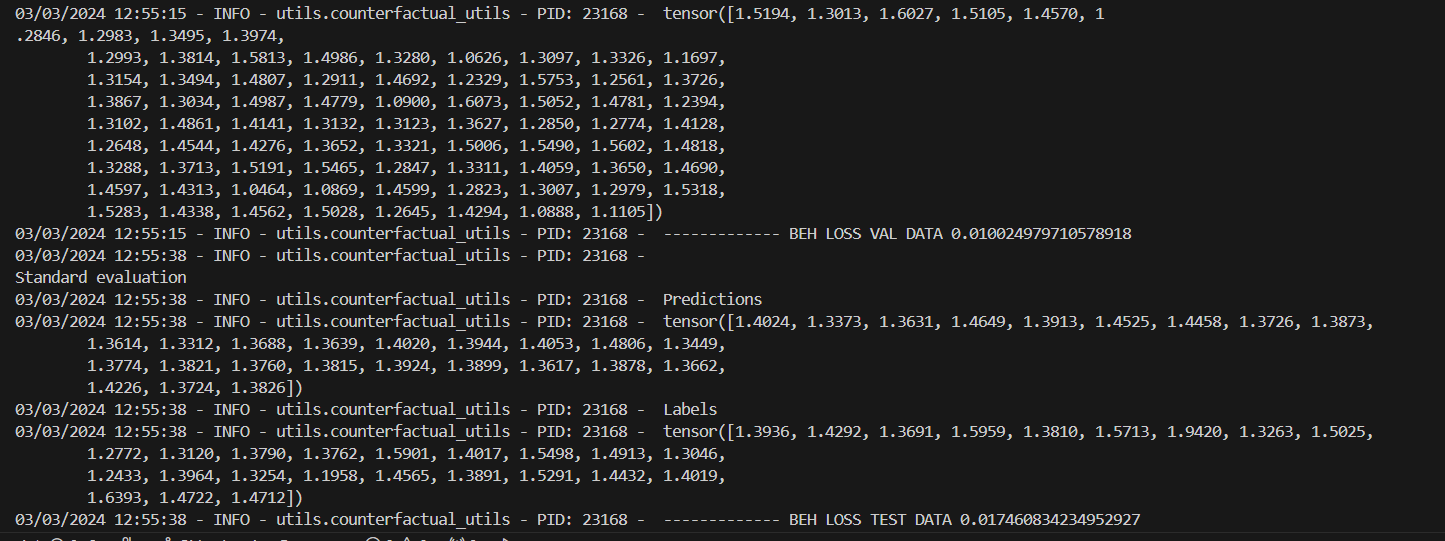 03/03/2024 12:55:15 - INFO - utils.counterfactual_utils - PID: 23168 -  tensor([1.5194, 1.3013, 1.6027, 1.5105, 1.4570, 1
.2846, 1.2983, 1.3495, 1.3974,
1.2993, 1.3814, 1.5813, 1.4986, 1.3280, 1.0626, 1.3097, 1.3326, 1.1697,
1.3154, 1.3494, 1.4807, 1.2911, 1.4692, 1.2329, 1.5753, 1.2561, 1.3726,
1.3867, 1.3034, 1.4987, 1.4779, 1.0900, 1.6073, 1.5052, 1.4781, 1.2394,
1.3102, 1.4861, 1.4141, 1.3132, 1.3123, 1.3627, 1.2850, 1.2774, 1.4128,
1.2648, 1.4544, 1.4276, 1.3652, 1.3321, 1.5006, 1.5490, 1.5602, 1.4818,
1.3288, 1.3713, 1.5191, 1.5465, 1.2847, 1.3311, 1.4059, 1.3650, 1.4690,
1.4597, 1.4313, 1.0464, 1.0869, 1.4599, 1.2823, 1.3007, 1.2979, 1.5318,
1.5283, 1.4338, 1.4562, 1.5028, 1.2645, 1.4294, 1.0888, 1.1105])
03/03/2024 12:55:15 - INFO - utils.counterfactual_utils - PID: 23168 -  ------------- BEH LOSS VAL DATA 0.010024979710578918
03/03/2024 12:55:38 - INFO - utils.counterfactual_utils - PID: 23168 -
Standard evaluation
03/03/2024 12:55:38 - INFO - utils.counterfactual_utils - PID: 23168 -  Predictions
03/03/2024 12:55:38 - INFO - utils.counterfactual_utils - PID: 23168 -  tensor([1.4024, 1.3373, 1.3631, 1.4649, 1.3913, 1.4525, 1.4458, 1.3726, 1.3873,
1.3614, 1.3312, 1.3688, 1.3639, 1.4020, 1.3944, 1.4053, 1.4806, 1.3449,
1.3774, 1.3821, 1.3760, 1.3815, 1.3924, 1.3899, 1.3617, 1.3878, 1.3662,
1.4226, 1.3724, 1.3826])
03/03/2024 12:55:38 - INFO - utils.counterfactual_utils - PID: 23168 -  Labels
03/03/2024 12:55:38 - INFO - utils.counterfactual_utils - PID: 23168 -  tensor([1.3936, 1.4292, 1.3691, 1.5959, 1.3810, 1.5713, 1.9420, 1.3263, 1.5025,
1.2772, 1.3120, 1.3790, 1.3762, 1.5901, 1.4017, 1.5498, 1.4913, 1.3046,
1.2433, 1.3964, 1.3254, 1.1958, 1.4565, 1.3891, 1.5291, 1.4432, 1.4019,
1.6393, 1.4722, 1.4712])
03/03/2024 12:55:38 - INFO - utils.counterfactual_utils - PID: 23168 -  ------------- BEH LOSS TEST DATA 0.017460834234952927